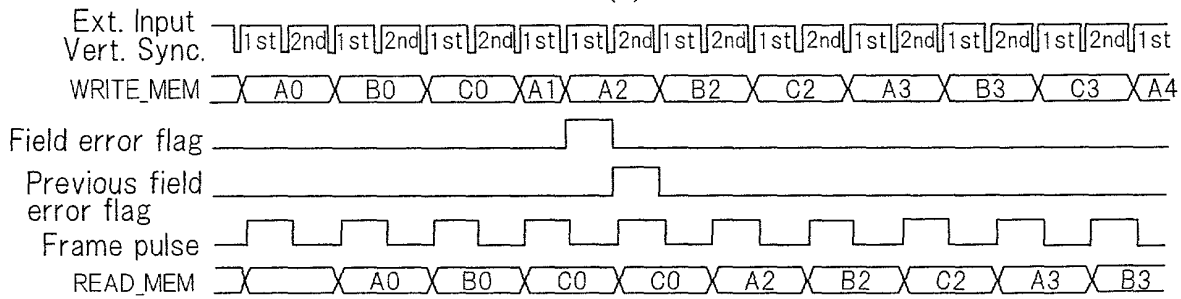 Ext. Input
Vert. Sync.
1st 2nd 1st 2nd 1st 2nd 1st 1st 2nd 1st 2nd 1st 2nd 1st 2nd 1st 2nd 1st 2nd 1st
WRITE_MEM A0 B0 C0 A1 A2 B2 C2 A3 B3 C3 A4
Field error flag
Previous field
error flag
Frame pulse
READ_MEM A0 B0 C0 C0 A2 B2 C2 A3 B3